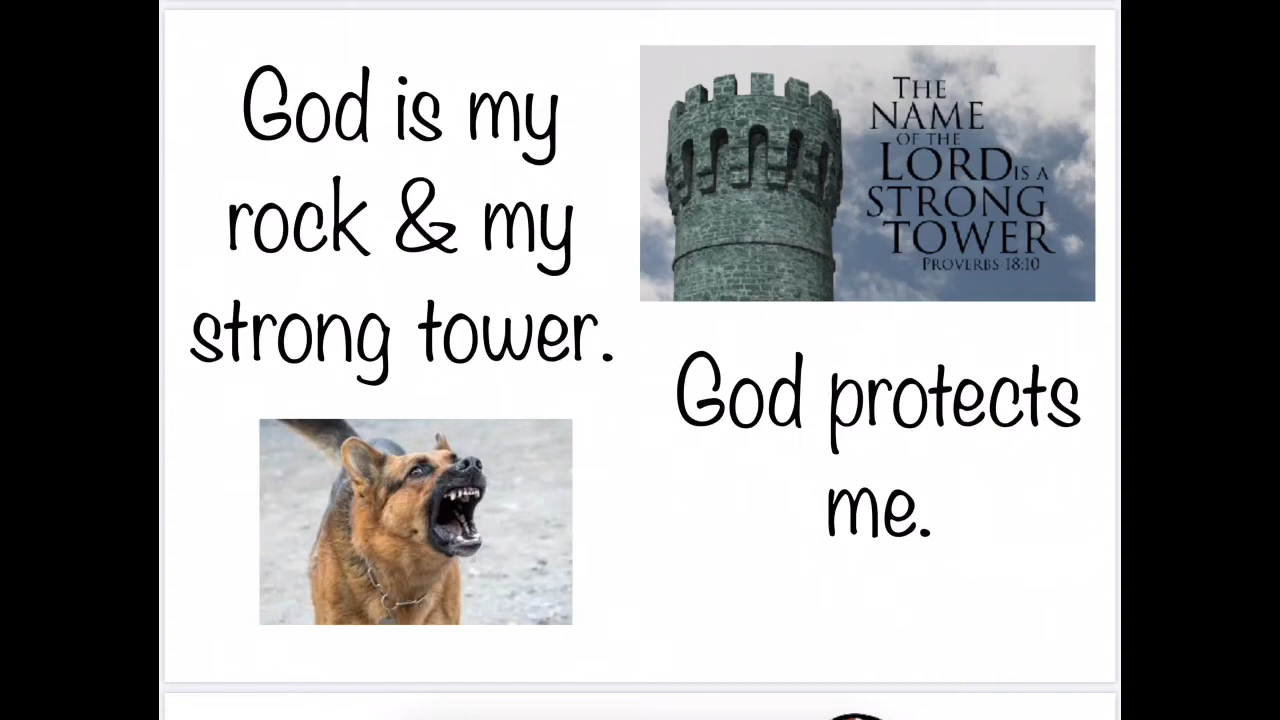 God is my
rock & my
strong tower.
THE
NAME
OF THE
LORD IS A
STRONG
TOWER
PROVERBS 18:10
God protects
me.